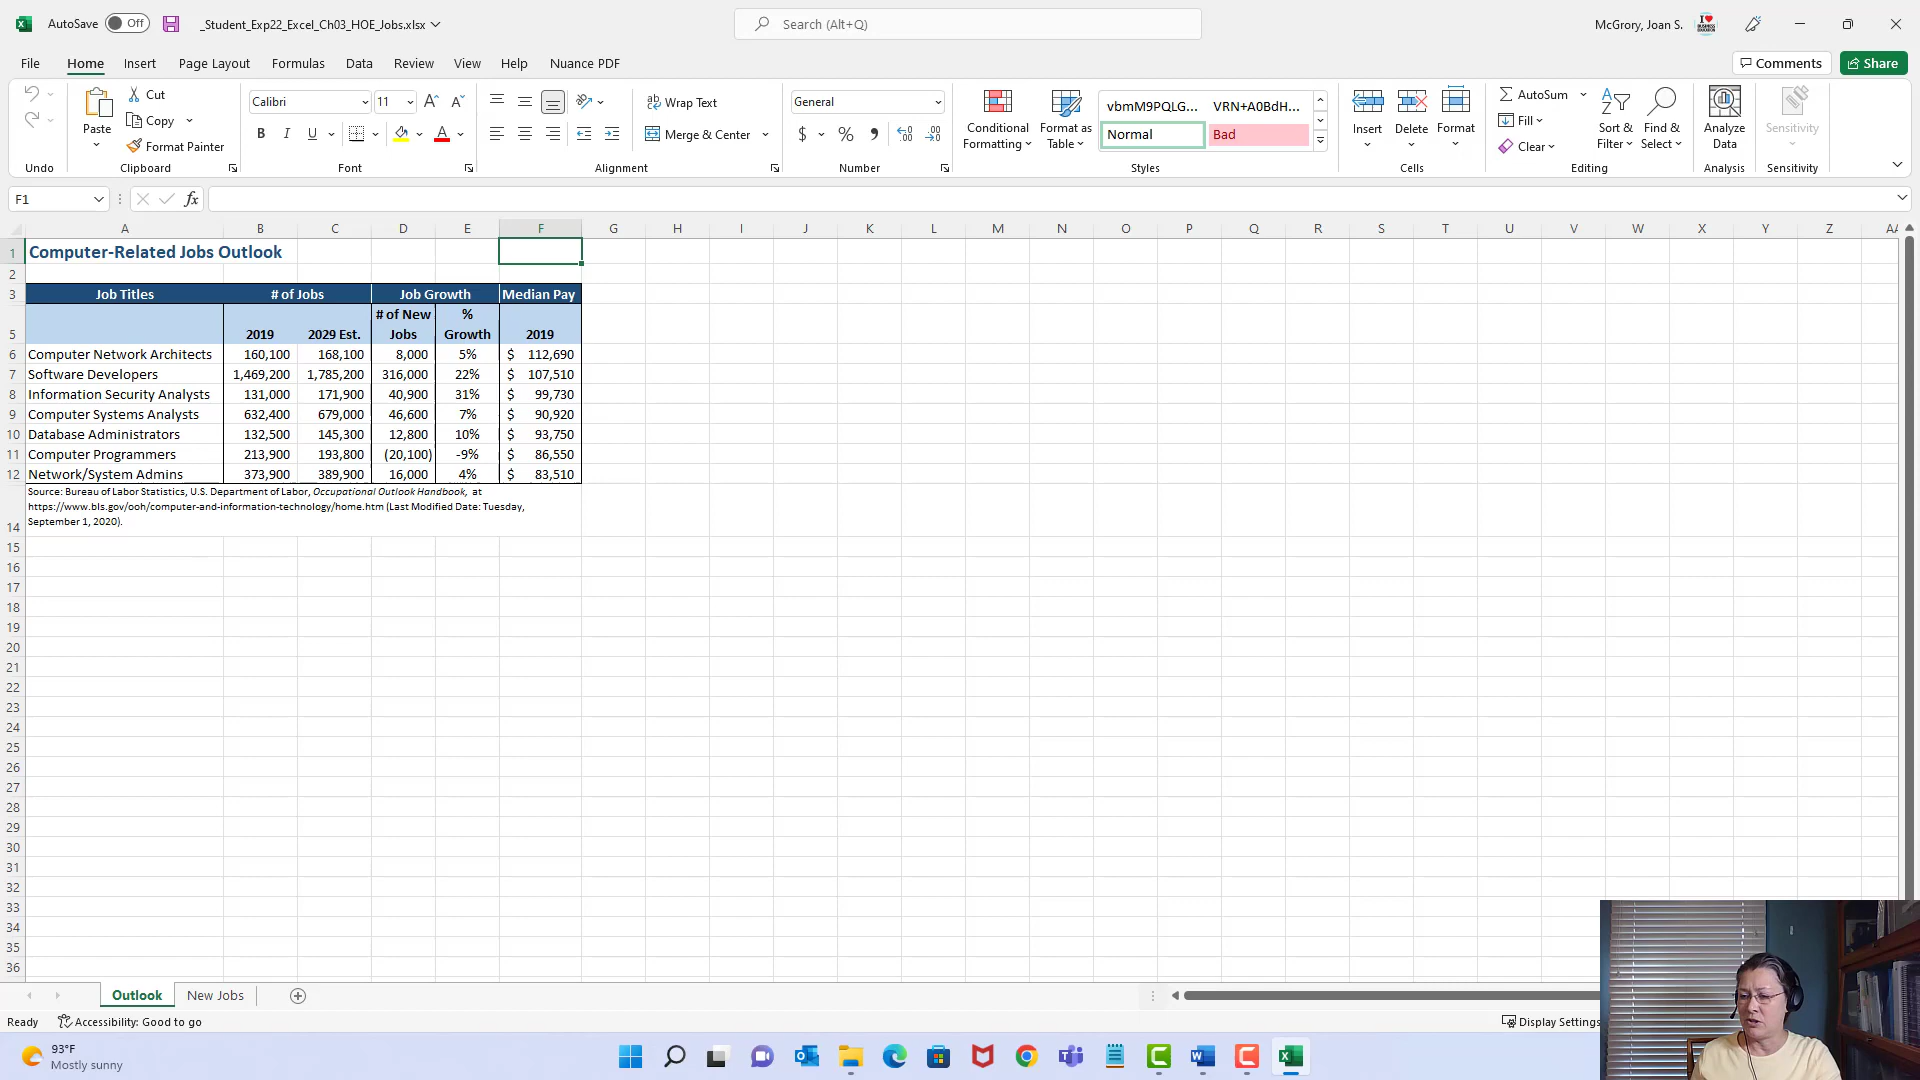 AutoSave Off _Student_Exp22_Excel_Ch03_HOE_Jobs.xlsx Search (Alt+Q) McGrory, Joan S.
File Home Insert Page Layout Formulas Data Review View Help Nuance PDF Comments Share
Paste Cut Copy Format Painter
Calibri 11 B I U A
Wrap Text
Merge & Center
General
$ % ,
Conditional Formatting Format as Table
vbmM9PQLG... VRN+A0BdH...
Normal Bad
Insert Delete Format
AutoSum
Fill
Clear
Sort & Filter Find & Select
Analyze Data
Sensitivity
Undo Clipboard Font Alignment Number Styles Cells Editing Analysis Sensitivity
F1 fx
A B C D E F G H I J K L M N O P Q R S T U V W X Y Z AA
1 Computer-Related Jobs Outlook
2
3 Job Titles # of Jobs Job Growth Median Pay
5 2019 2029 Est. # of New Jobs % Growth 2019
6 Computer Network Architects 160,100 168,100 8,000 5% $ 112,690
7 Software Developers 1,469,200 1,785,200 316,000 22% $ 107,510
8 Information Security Analysts 131,000 171,900 40,900 31% $ 99,730
9 Computer Systems Analysts 632,400 679,000 46,600 7% $ 90,920
10 Database Administrators 132,500 145,300 12,800 10% $ 93,750
11 Computer Programmers 213,900 193,800 (20,100) -9% $ 86,550
12 Network/System Admins 373,900 389,900 16,000 4% $ 83,510
Source: Bureau of Labor Statistics, U.S. Department of Labor, Occupational Outlook Handbook, at
https://www.bls.gov/ooh/computer-and-information-technology/home.htm (Last Modified Date: Tuesday,
14 September 1, 2020).
15
16
17
18
19
20
21
22
23
24
25
26
27
28
29
30
31
32
33
34
35
36
Outlook New Jobs
Ready Accessibility: Good to go Display Settings
93°F
Mostly sunny